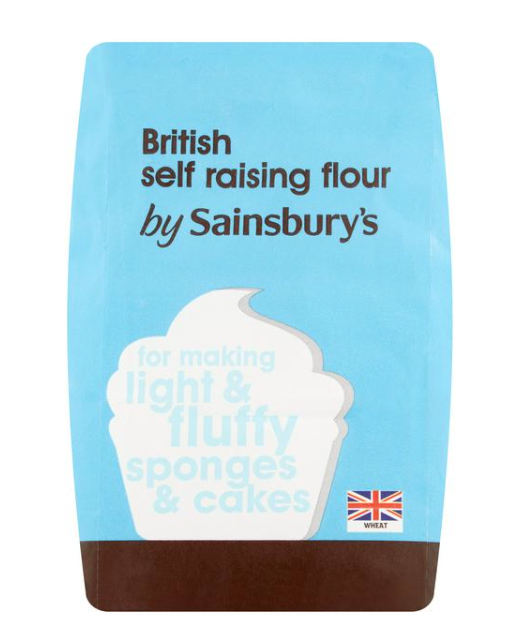 British
self raising flour
by Sainsbury's
for making
light &
fluffy
sponges
& cakes
WHEAT